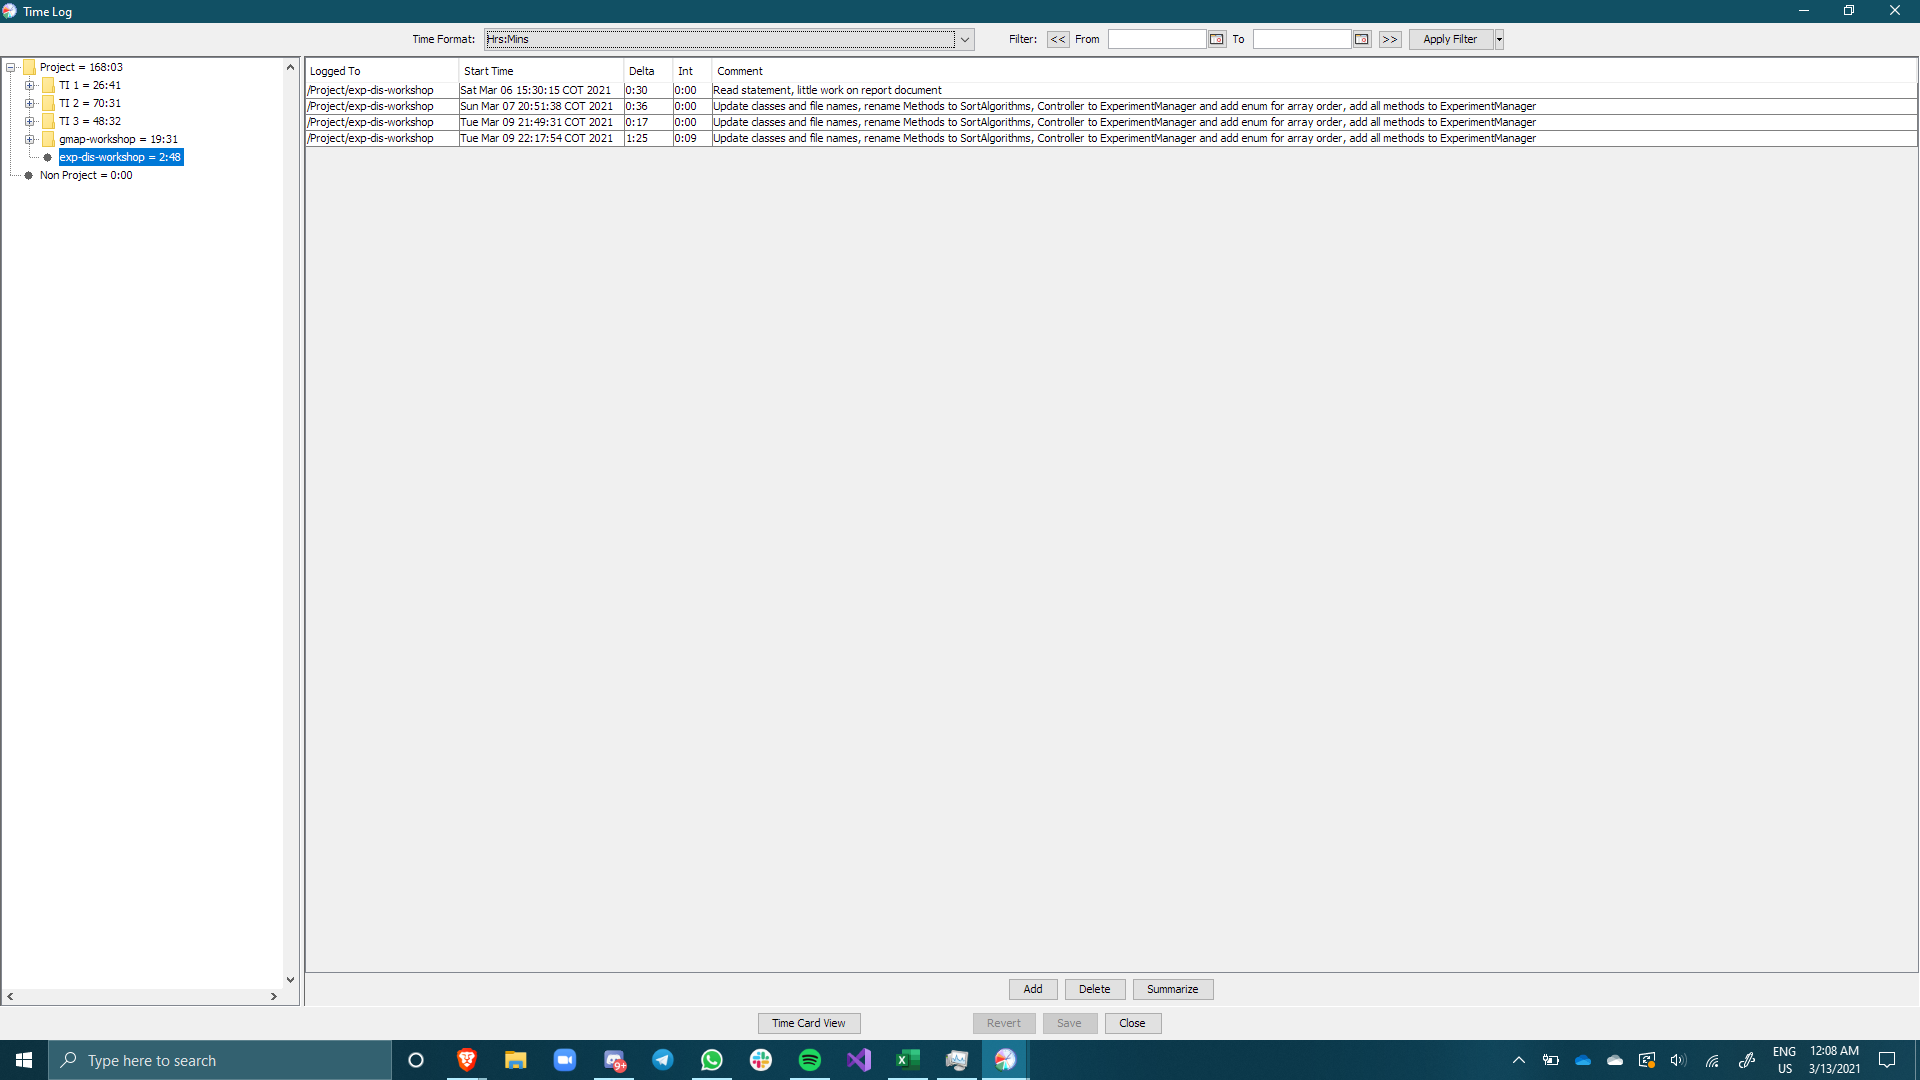 Time Log
Time Format: Hrs:Mins Filter: << From To >> Apply Filter
Project = 168:03
TI 1 = 26:41
TI 2 = 70:31
TI 3 = 48:32
gmap-workshop = 19:31
exp-dis-workshop = 2:48
Non Project = 0:00
Logged To Start Time Delta Int Comment
/Project/exp-dis-workshop Sat Mar 06 15:30:15 COT 2021 0:30 0:00 Read statement, little work on report document
/Project/exp-dis-workshop Sun Mar 07 20:51:38 COT 2021 0:36 0:00 Update classes and file names, rename Methods to SortAlgorithms, Controller to ExperimentManager and add enum for array order, add all methods to ExperimentManager
/Project/exp-dis-workshop Tue Mar 09 21:49:31 COT 2021 0:17 0:00 Update classes and file names, rename Methods to SortAlgorithms, Controller to ExperimentManager and add enum for array order, add all methods to ExperimentManager
/Project/exp-dis-workshop Tue Mar 09 22:17:54 COT 2021 1:25 0:09 Update classes and file names, rename Methods to SortAlgorithms, Controller to ExperimentManager and add enum for array order, add all methods to ExperimentManager
Add Delete Summarize
Time Card View Revert Save Close
Type here to search
9+
ENG
US
12:08 AM
3/13/2021